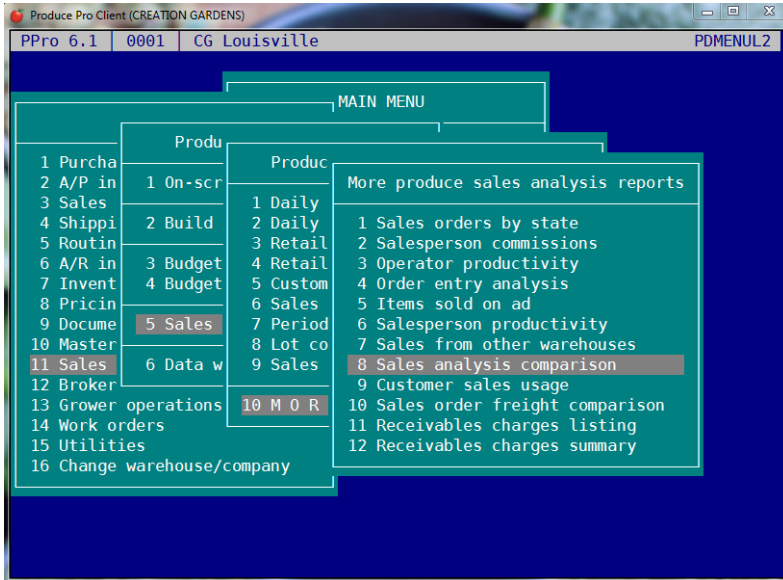 Produce Pro Client (CREATION GARDENS)
PPro 6.1 | 0001 | CG Louisville PDMENUL2
MAIN MENU
1 Purcha
2 A/P in
3 Sales
4 Shippi
5 Routin
6 A/R in
7 Invent
8 Pricin
9 Docume
10 Master
11 Sales
12 Broker
13 Grower operations
14 Work orders
15 Utilities
16 Change warehouse/company
Produ
1 On-scr
2 Build
3 Budget
4 Budget
5 Sales
6 Data w
Produc
1 Daily
2 Daily
3 Retail
4 Retail
5 Custom
6 Sales
7 Period
8 Lot co
9 Sales
10 M O R
More produce sales analysis reports
1 Sales orders by state
2 Salesperson commissions
3 Operator productivity
4 Order entry analysis
5 Items sold on ad
6 Salesperson productivity
7 Sales from other warehouses
8 Sales analysis comparison
9 Customer sales usage
10 Sales order freight comparison
11 Receivables charges listing
12 Receivables charges summary